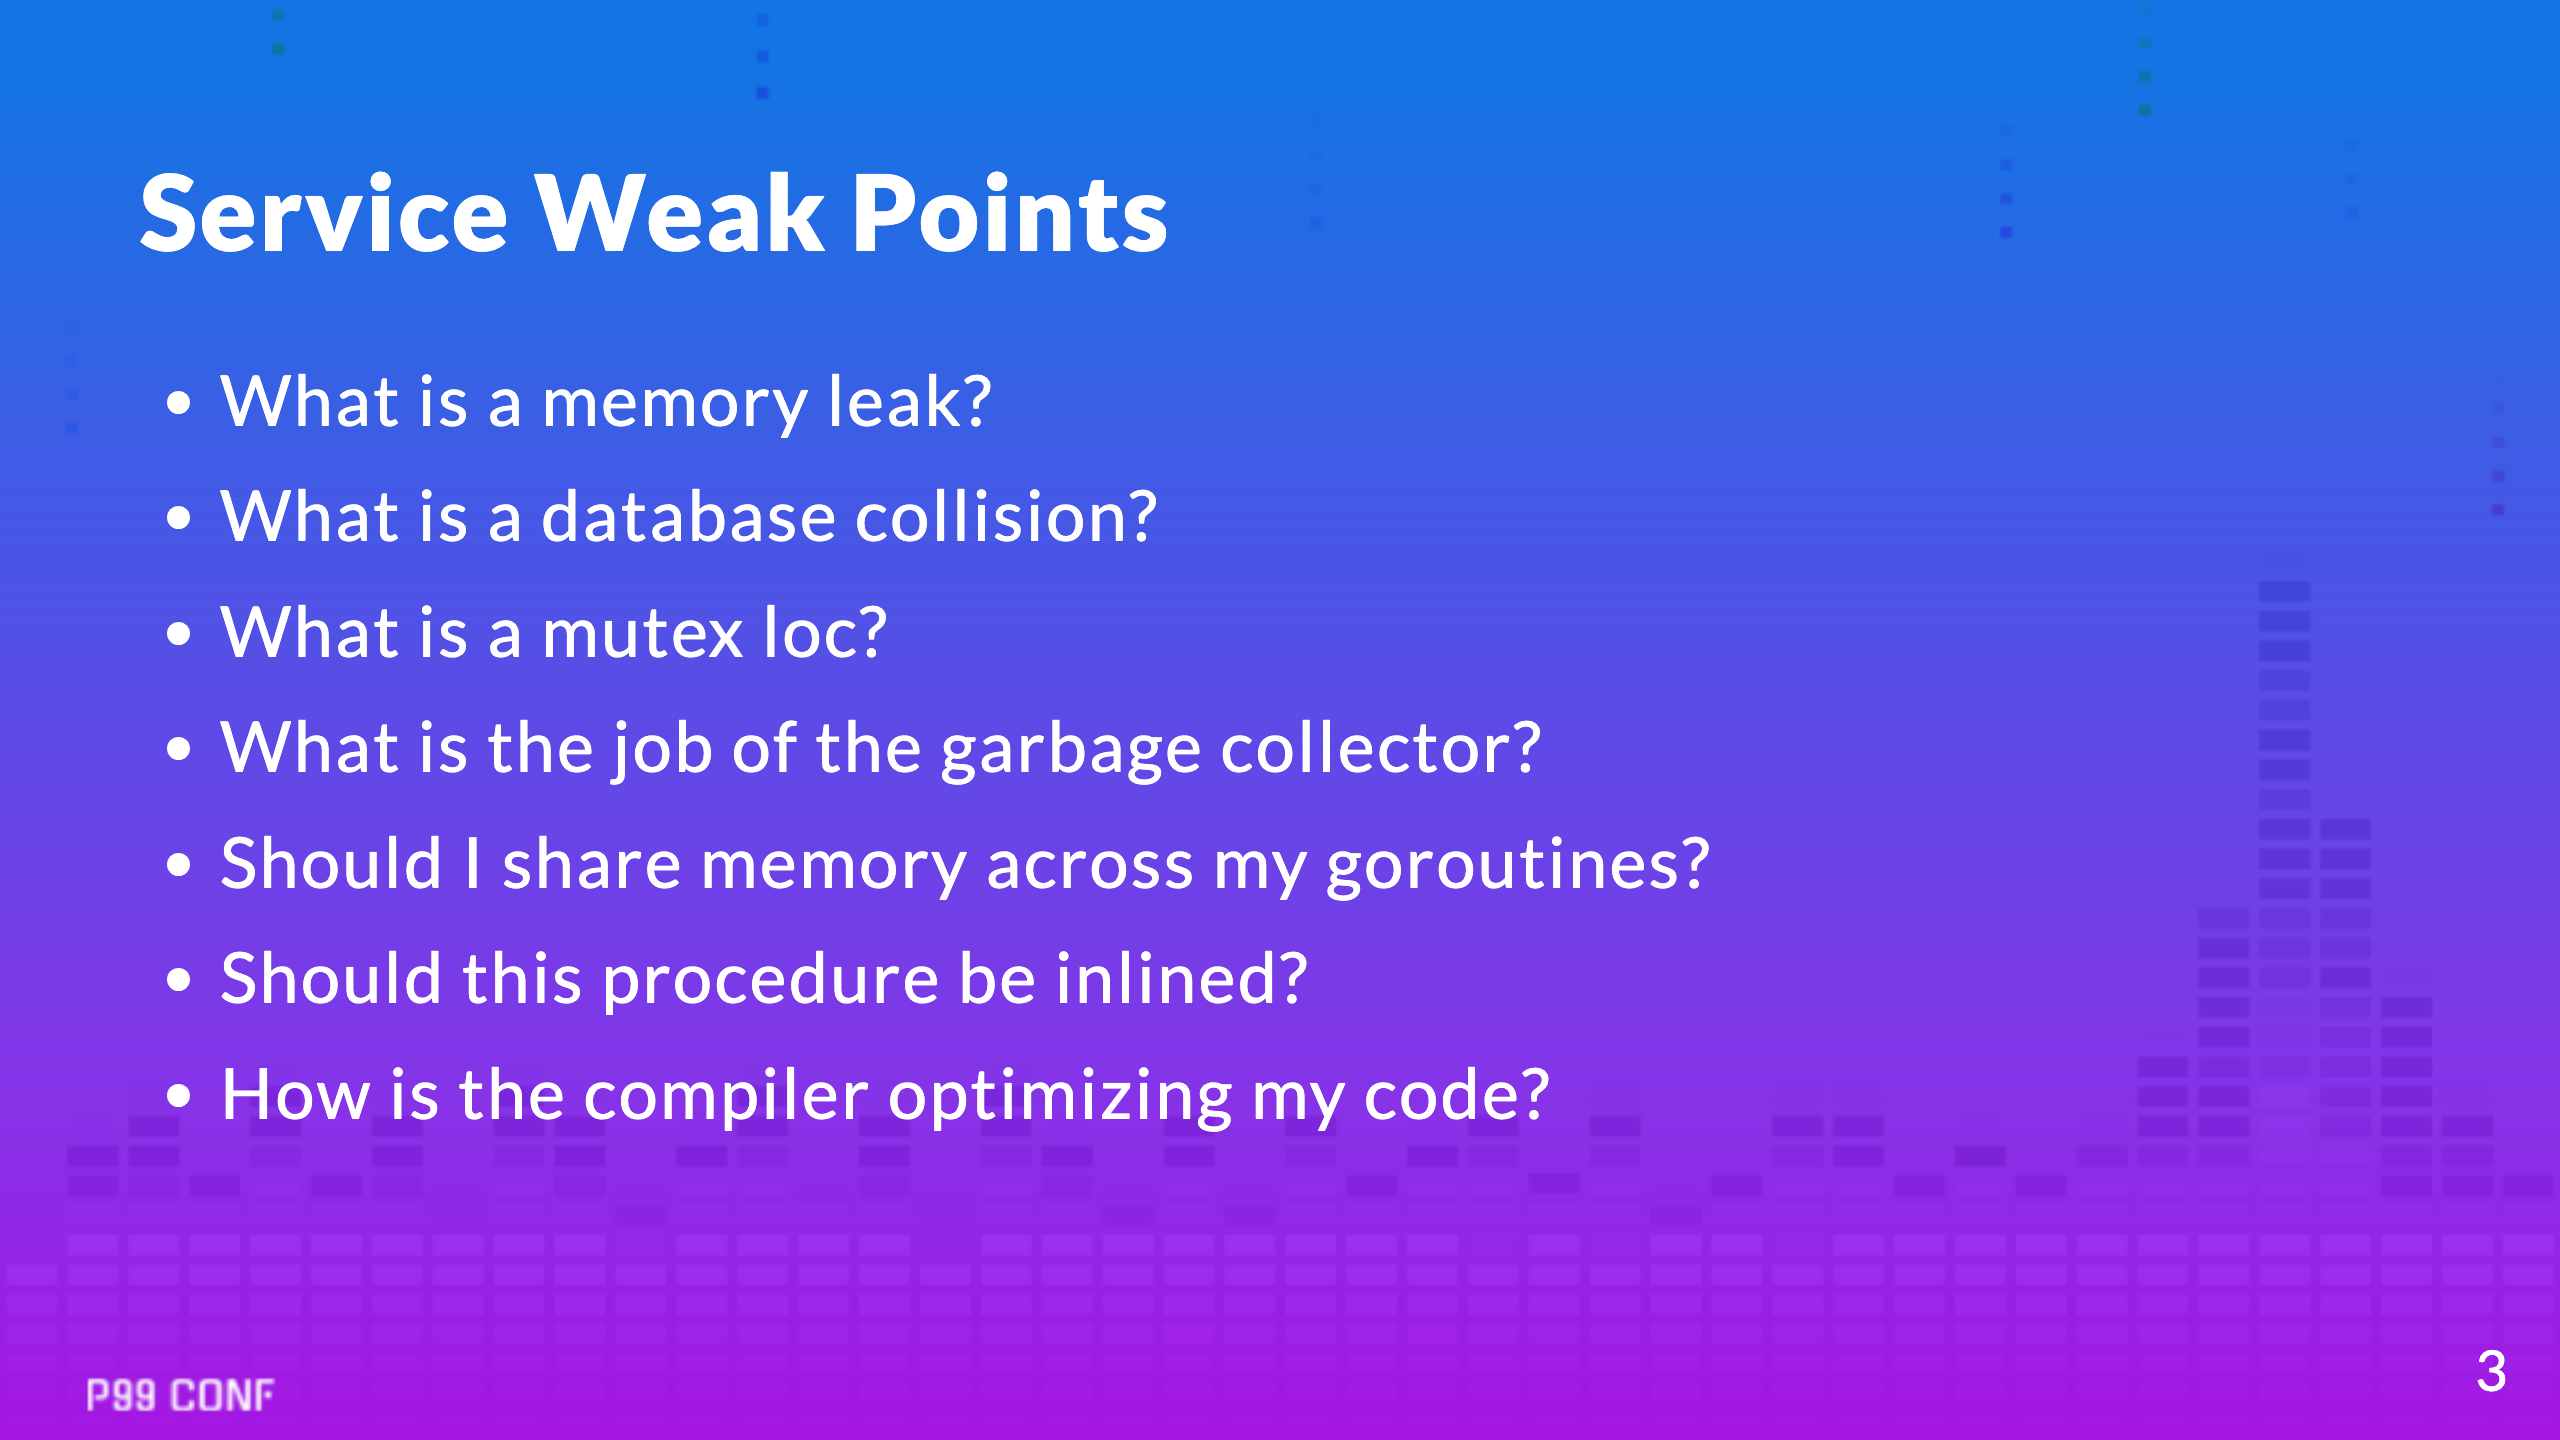 Service Weak Points
• What is a memory leak?
• What is a database collision?
• What is a mutex loc?
• What is the job of the garbage collector?
• Should I share memory across my goroutines?
• Should this procedure be inlined?
• How is the compiler optimizing my code?
P99 CONF
3